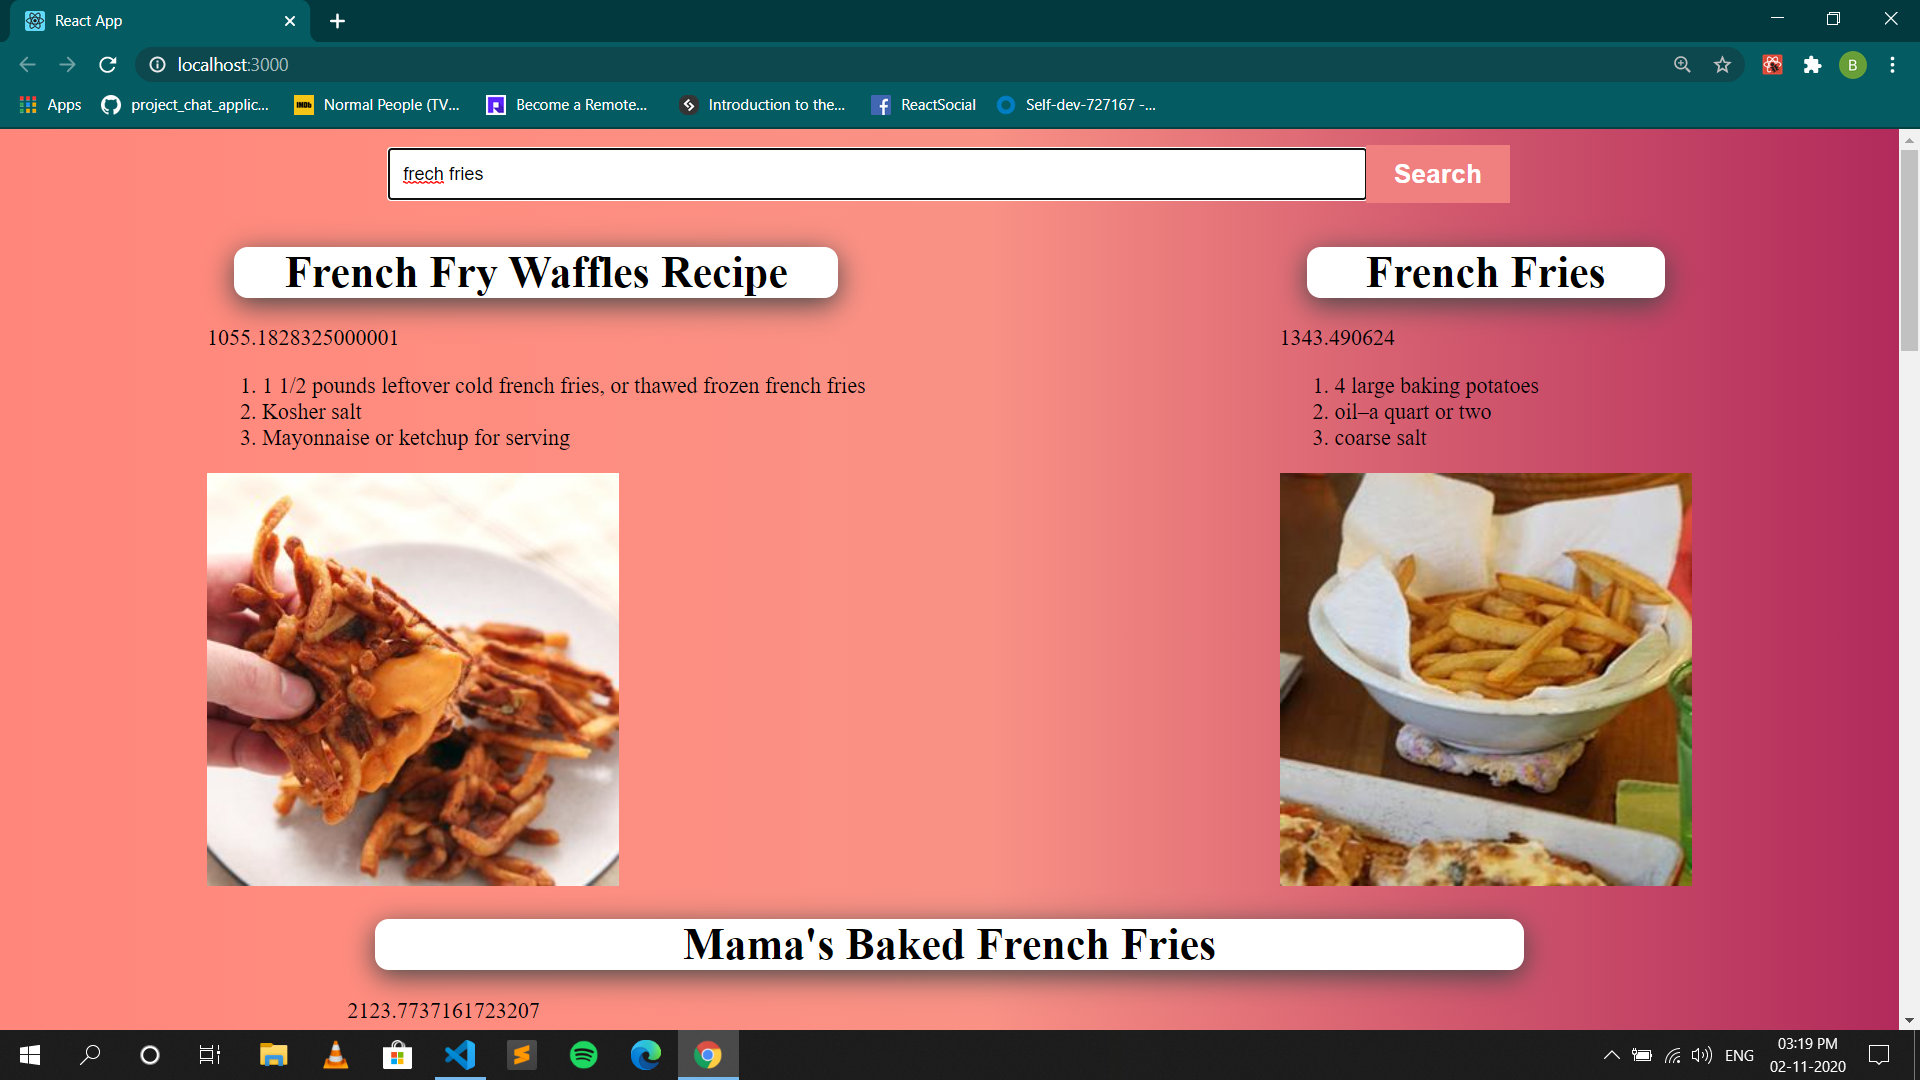 React App
localhost:3000
B
Apps
project_chat_applic...
IMDb
Normal People (TV...
Become a Remote...
Introduction to the...
ReactSocial
Self-dev-727167 -...
frech fries
Search
French Fry Waffles Recipe
1055.1828325000001
1. 1 1/2 pounds leftover cold french fries, or thawed frozen french fries
2. Kosher salt
3. Mayonnaise or ketchup for serving
French Fries
1343.490624
1. 4 large baking potatoes
2. oil–a quart or two
3. coarse salt
Mama's Baked French Fries
2123.7737161723207
ENG
03:19 PM
02-11-2020